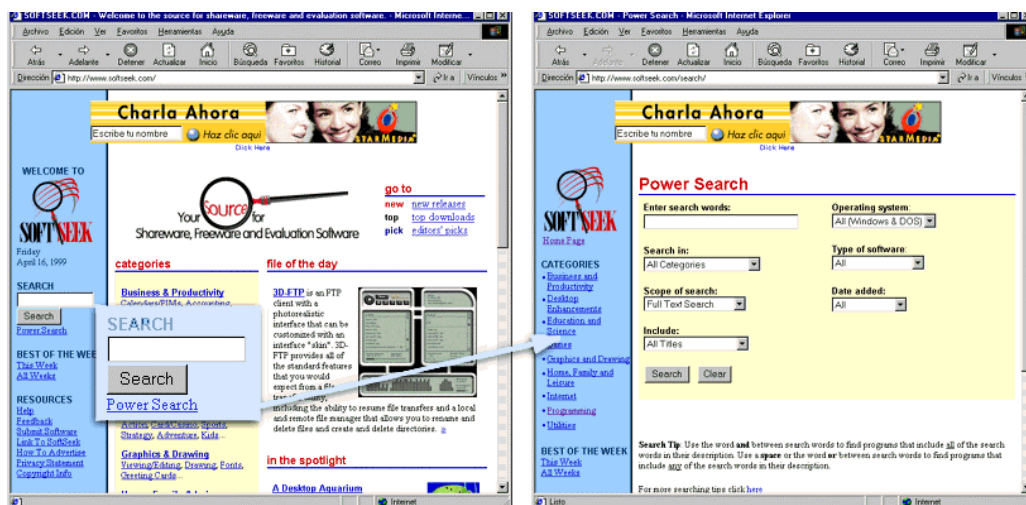 SOFTSEEK.COM - Welcome to the source for shareware, freeware and evaluation software. - Microsoft Interne...
Archivo Edición Ver Favoritos Herramientas Ayuda
Atrás Adelante Detener Actualizar Inicio Búsqueda Favoritos Historial Correo Imprimir Modificar
Dirección http://www.softseek.com/ Ir a Vínculos »
Charla Ahora
Escribe tu nombre Haz clic aquí STARMEDIA
Click Here
WELCOME TO
SOFTSEEK
Friday
April 16, 1999
SEARCH
Search
Power Search
BEST OF THE WEE
This Week
All Weeks
RESOURCES
Help
Feedback
Submit Software
Link To SoftSeek
How To Advertise
Privacy Statement
Copyright Info
Your Source for
Shareware, Freeware and Evaluation Software
go to
new new releases
top top downloads
pick editors' picks
categories
Business & Productivity
Calendars/PIMs, Accounting,
SEARCH
Search
Power Search
Action, Card/Casino, Sports,
Strategy, Adventure, Kids...
Graphics & Drawing
Viewing/Editing, Drawing, Fonts,
Greeting Cards...
file of the day
3D-FTP is an FTP
client with a
photorealistic
interface that can be
customized with an
interface "skin". 3D-
FTP provides all of
the standard features
that you would
expect from a file
including the ability to resume file transfers and a local
and remote file manager that allows you to rename and
delete files and create and delete directories. »
in the spotlight
A Desktop Aquarium
Internet
SOFTSEEK.COM - Power Search - Microsoft Internet Explorer
Archivo Edición Ver Favoritos Herramientas Ayuda
Atrás Adelante Detener Actualizar Inicio Búsqueda Favoritos Historial Correo Imprimir Modificar
Dirección http://www.softseek.com/search/ Ir a Vínculos
Charla Ahora
Escribe tu nombre Haz clic aquí STARMEDIA
Click Here
SOFTSEEK
Home Page
CATEGORIES
• Business and
Productivity
• Desktop
Enhancements
• Education and
Science
Games
• Graphics and Drawing
• Home, Family and
Leisure
• Internet
• Programming
• Utilities
BEST OF THE WEEK
This Week
All Weeks
Power Search
Enter search words:
Operating system:
All (Windows & DOS)
Search in:
All Categories
Type of software:
All
Scope of search:
Full Text Search
Date added:
All
Include:
All Titles
Search Clear
Search Tip: Use the word and between search words to find programs that include all of the search
words in their description. Use a space or the word or between search words to find programs that
include any of the search words in their description.
For more searching tips click here
Listo Internet